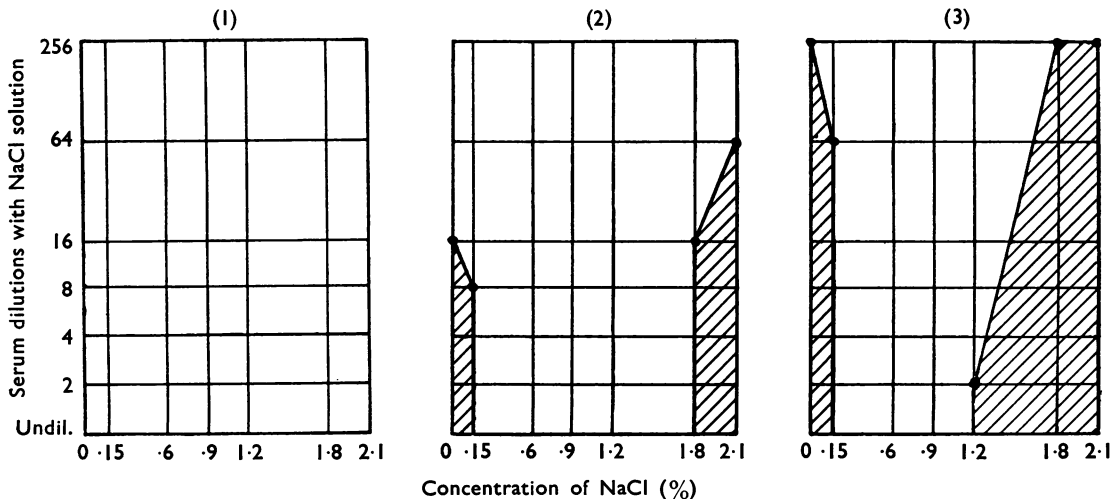 (1) (2) (3)
256
64
16
8
4
2
Undil.
Serum dilutions with NaCl solution
0 ·15 ·6 ·9 1·2 1·8 2·1
0 ·15 ·6 ·9 1·2 1·8 2·1
0 ·15 ·6 ·9 1·2 1·8 2·1
Concentration of NaCl (%)